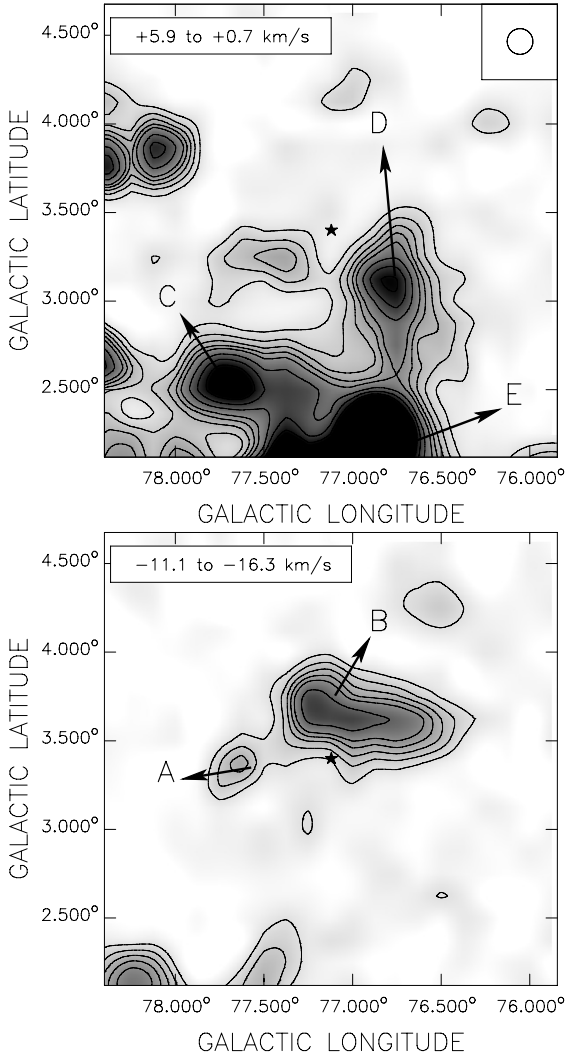 +5.9 to +0.7 km/s
4.500°
4.000°
3.500°
3.000°
2.500°
GALACTIC LATITUDE
D
C
E
78.000° 77.500° 77.000° 76.500° 76.000°
GALACTIC LONGITUDE
−11.1 to −16.3 km/s
4.500°
4.000°
3.500°
3.000°
2.500°
GALACTIC LATITUDE
B
A
78.000° 77.500° 77.000° 76.500° 76.000°
GALACTIC LONGITUDE